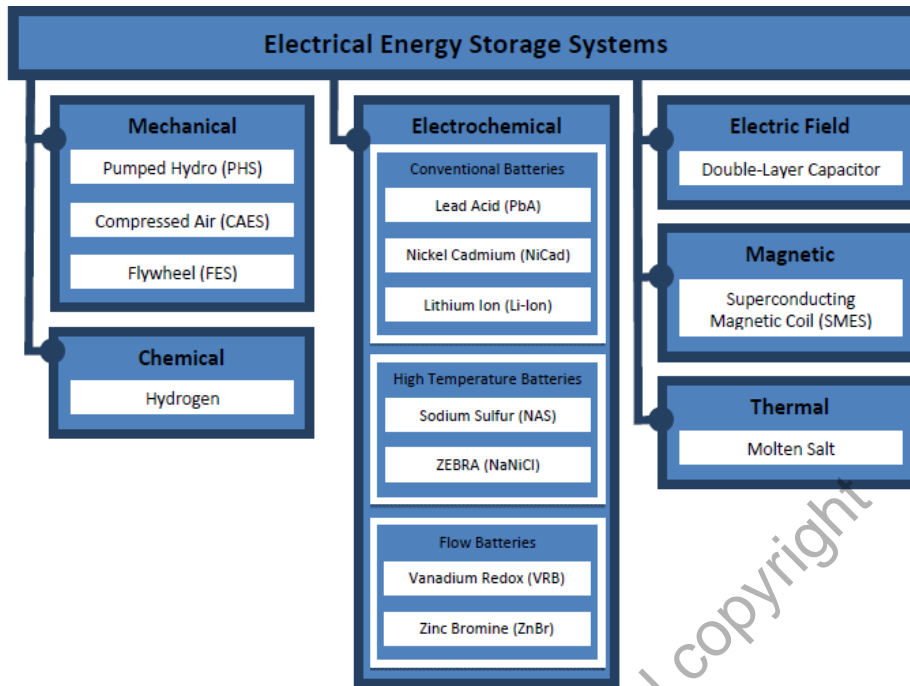 Electrical Energy Storage Systems
Mechanical
Pumped Hydro (PHS)
Compressed Air (CAES)
Flywheel (FES)
Chemical
Hydrogen
Electrochemical
Conventional Batteries
Lead Acid (PbA)
Nickel Cadmium (NiCad)
Lithium Ion (Li-Ion)
High Temperature Batteries
Sodium Sulfur (NAS)
ZEBRA (NaNiCl)
Flow Batteries
Vanadium Redox (VRB)
Zinc Bromine (ZnBr)
Electric Field
Double-Layer Capacitor
Magnetic
Superconducting
Magnetic Coil (SMES)
Thermal
Molten Salt
copyright